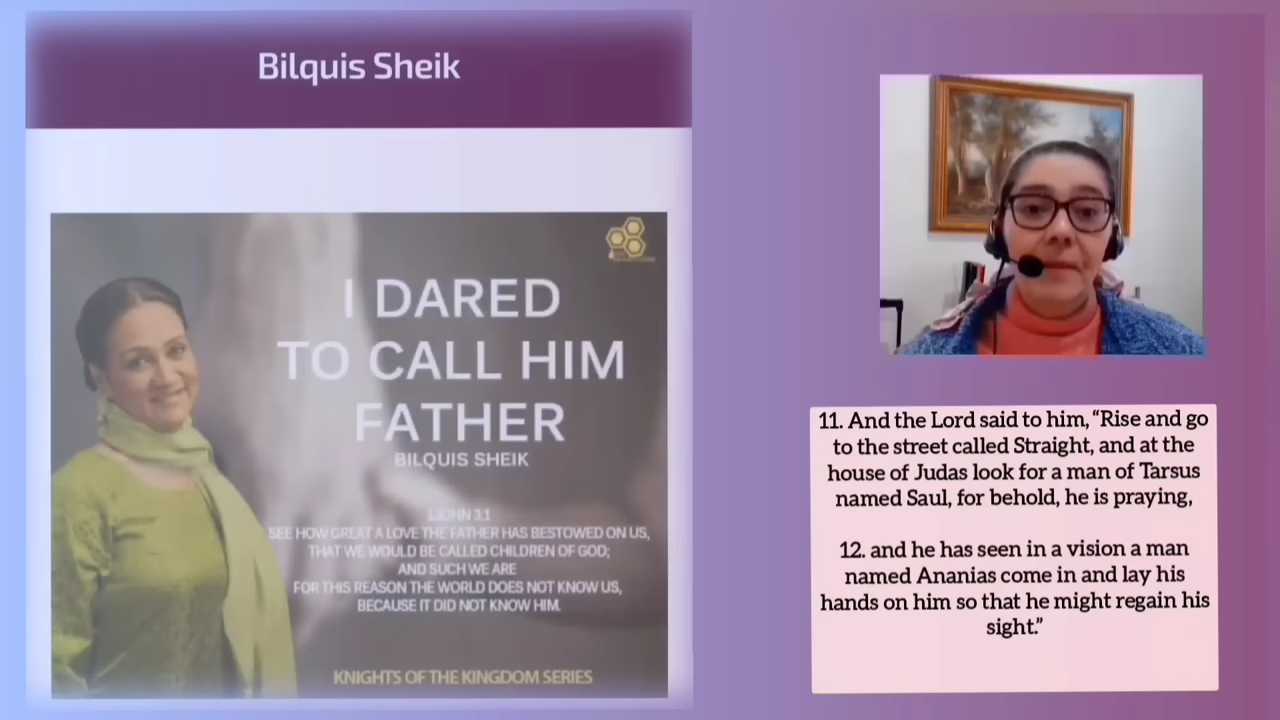 Bilquis Sheik
I DARED
TO CALL HIM
FATHER
BILQUIS SHEIK
1JOHN 3:1
SEE HOW GREAT A LOVE THE FATHER HAS BESTOWED ON US,
THAT WE WOULD BE CALLED CHILDREN OF GOD;
AND SUCH WE ARE
FOR THIS REASON THE WORLD DOES NOT KNOW US,
BECAUSE IT DID NOT KNOW HIM.
KNIGHTS OF THE KINGDOM SERIES
11. And the Lord said to him, “Rise and go
to the street called Straight, and at the
house of Judas look for a man of Tarsus
named Saul, for behold, he is praying,
12. and he has seen in a vision a man
named Ananias come in and lay his
hands on him so that he might regain his
sight.”